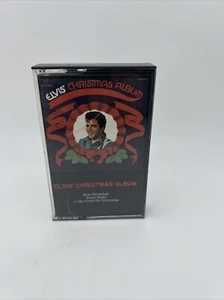 ELVIS' CHRISTMAS ALBUM
ELVIS' CHRISTMAS ALBUM
Blue Christmas
Silent Night
I'll Be Home For Christmas